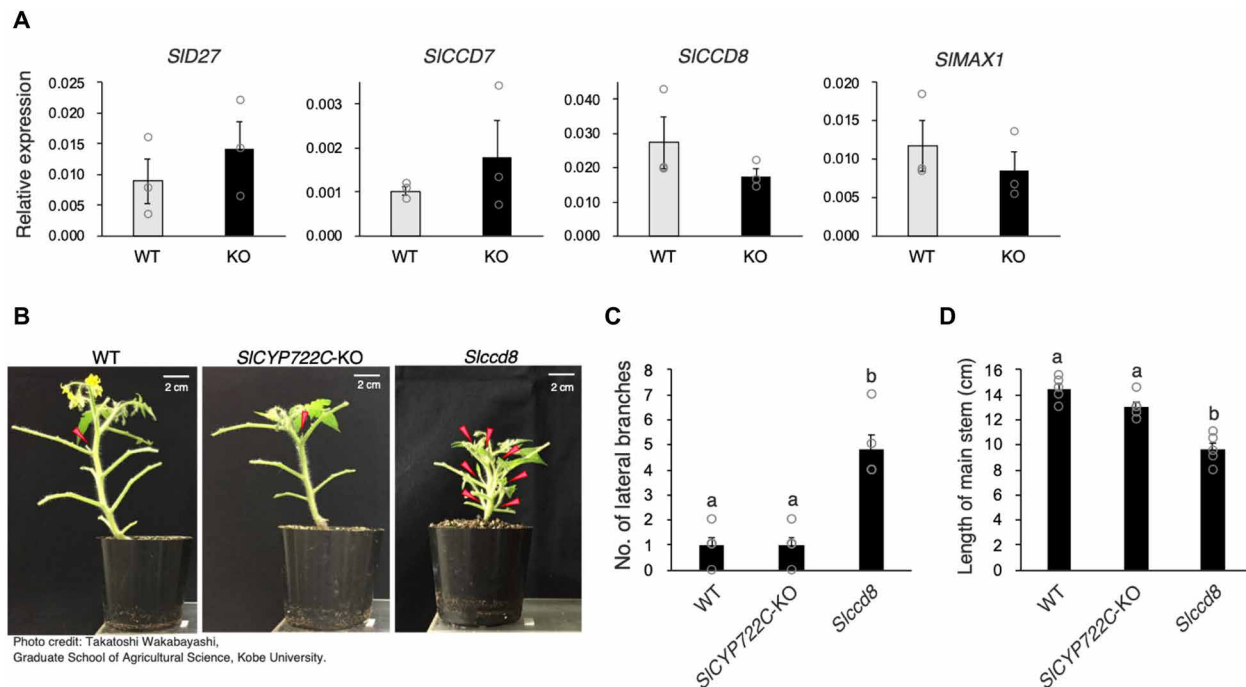 A
SlD27
SlCCD7
SlCCD8
SlMAX1
Relative expression
0.025
0.020
0.015
0.010
0.005
0.000
WT
KO
0.003
0.002
0.001
0.000
WT
KO
0.040
0.030
0.020
0.010
0.000
WT
KO
0.020
0.015
0.010
0.005
0.000
WT
KO
B
WT
SlCYP722C-KO
Slccd8
2 cm
2 cm
2 cm
Photo credit: Takatoshi Wakabayashi,
Graduate School of Agricultural Science, Kobe University.
C
No. of lateral branches
8
7
6
5
4
3
2
1
0
a
a
b
WT
SlCYP722C-KO
Slccd8
D
Length of main stem (cm)
16
14
12
10
8
6
4
2
0
a
a
b
WT
SlCYP722C-KO
Slccd8